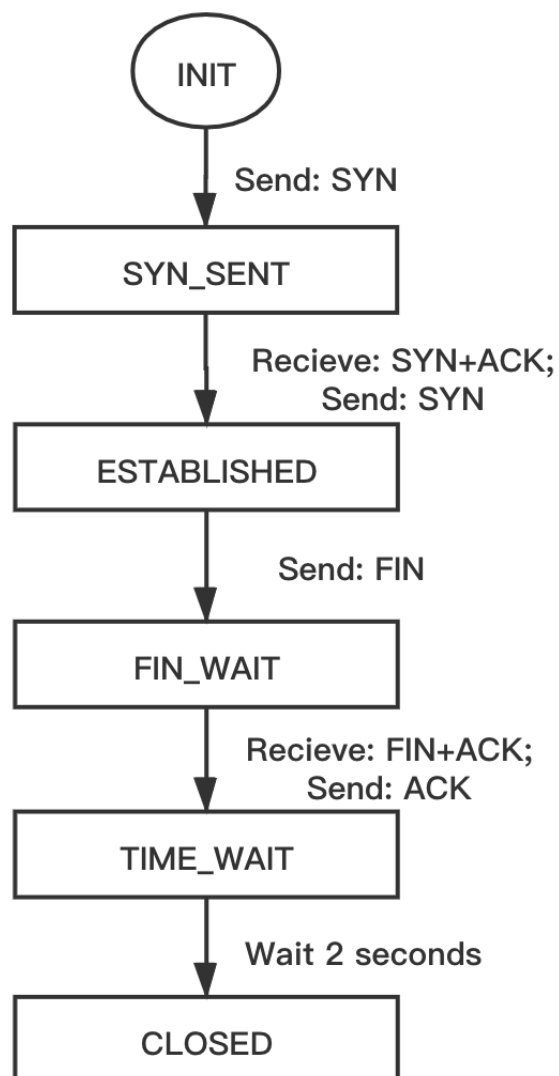 INIT
Send: SYN
SYN_SENT
Recieve: SYN+ACK;
Send: SYN
ESTABLISHED
Send: FIN
FIN_WAIT
Recieve: FIN+ACK;
Send: ACK
TIME_WAIT
Wait 2 seconds
CLOSED